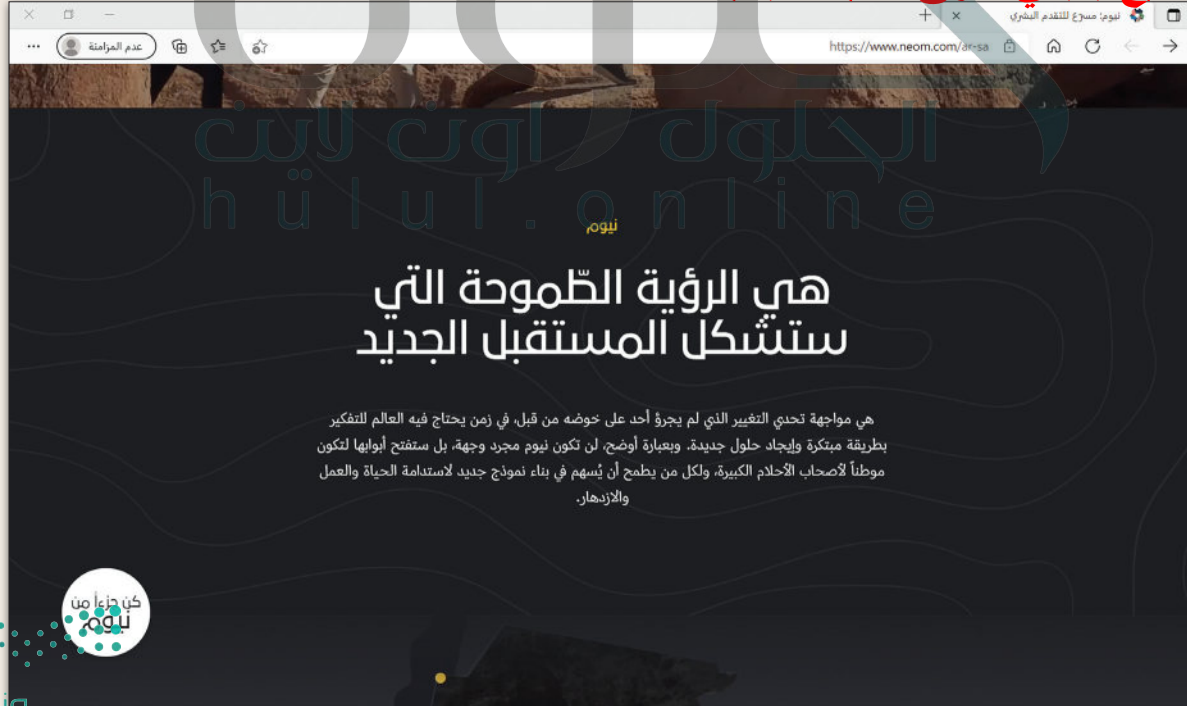 نيوم: مسرّع للتقدم البشري
https://www.neom.com/ar-sa
عدم المزامنة
الحلول اون لاين
hulul.online
نيوم
هي الرؤية الطّموحة التي
ستشكل المستقبل الجديد
هي مواجهة تحدي التغيير الذي لم يجرؤ أحد على خوضه من قبل، في زمن يحتاج فيه العالم للتفكير
بطريقة مبتكرة وإيجاد حلول جديدة. وبعبارة أوضح، لن تكون نيوم مجرد وجهة، بل ستفتح أبوابها لتكون
موطناً لأصحاب الأحلام الكبيرة، ولكل من يطمح أن يُسهم في بناء نموذج جديد لاستدامة الحياة والعمل
والازدهار.
كن جزءاً من
نيوم